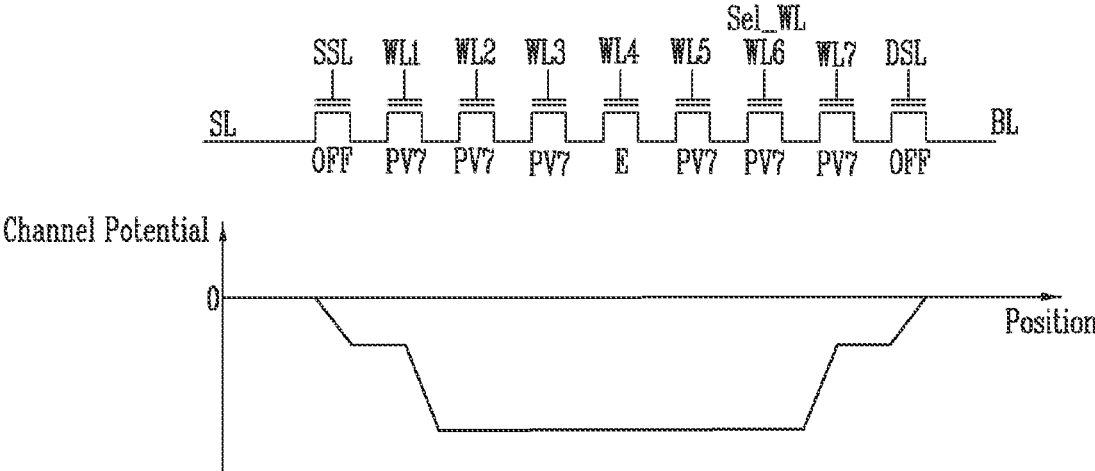 Sel_WL
SSL WL1 WL2 WL3 WL4 WL5 WL6 WL7 DSL
SL BL
OFF PV7 PV7 PV7 E PV7 PV7 PV7 OFF
Channel Potential
0
Position